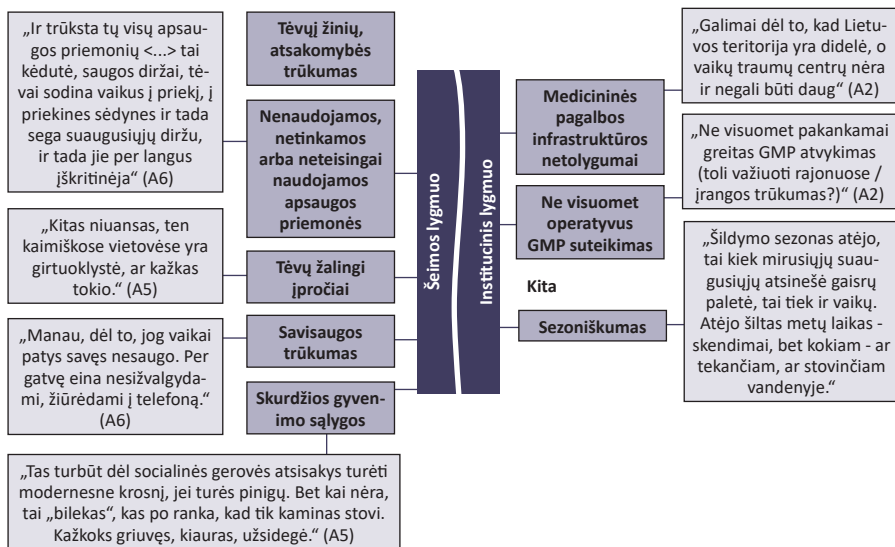 „Ir trūksta tų visų apsau-
gos priemonių <...> tai
kėdutė, saugos diržai, tė-
vai sodina vaikus į priekį, į
priekines sėdynes ir tada
sega suaugusiųjų diržu,
ir tada jie per langus
įškritinėja“ (A6)
„Kitas niuansas, ten
kaimiškose vietovėse yra
girtuoklystė, ar kažkas
tokio.“ (A5)
„Manau, dėl to, jog vaikai
patys savęs nesaugo. Per
gatvę eina nesižvalgyda-
mi, žiūrėdami į telefoną.“
(A6)
Tėvųjį žinių,
atsakomybės
trūkumas
Nenaudojamos,
netinkamos
arba neteisingai
naudojamos
apsaugos
priemonės
Tėvų žalingi
įpročiai
Savisaugos
trūkumas
Skurdžios gyven-
imo sąlygos
„Tas turbūt dėl socialinės gerovės atsisakys turėti
modernesne krosnį, jei turės pinigų. Bet kai nėra,
tai „bilekas“, kas po ranka, kad tik kaminas stovi.
Kažkoks griuvęs, kiauras, užsidegė.“ (A5)
Šeimos lygmuo
Institucinis lygmuo
Medicininės
pagalbos
infrastruktūros
netolygumai
Ne visuomet
operatyvus
GMP suteikimas
Kita
Sezoniškumas
„Galimai dėl to, kad Lietu-
vos teritorija yra didelė, o
vaikų traumų centrų nėra
ir negali būti daug“ (A2)
„Ne visuomet pakankamai
greitas GMP atvykimas
(toli važiuoti rajonuose /
įrangos trūkumas?)“ (A2)
„Šildymo sezonas atėjo,
tai kiek mirusiųjų suau-
gusiųjų atsinešė gaisrų
paletė, tai tiek ir vaikų.
Atėjo šiltas metų laikas -
skendimai, bet kokiam - ar
tekančiam, ar stovinčiam
vandenyje.“